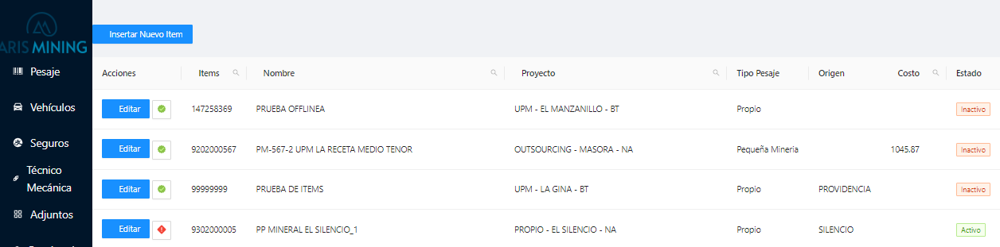 ARIS MINING
Insertar Nuevo Item
Pesaje
Vehículos
Seguros
Técnico
Mecánica
Adjuntos
Acciones Items Nombre Proyecto Tipo Pesaje Origen Costo Estado
Editar 147258369 PRUEBA OFFLINEA UPM - EL MANZANILLO - BT Propio Inactivo
Editar 9202000567 PM-567-2 UPM LA RECETA MEDIO TENOR OUTSOURCING - MASORA - NA Pequeña Mineria 1045.87 Inactivo
Editar 99999999 PRUEBA DE ITEMS UPM - LA GINA - BT Propio PROVIDENCIA Inactivo
Editar 9302000005 PP MINERAL EL SILENCIO_1 PROPIO - EL SILENCIO - NA Propio SILENCIO Activo